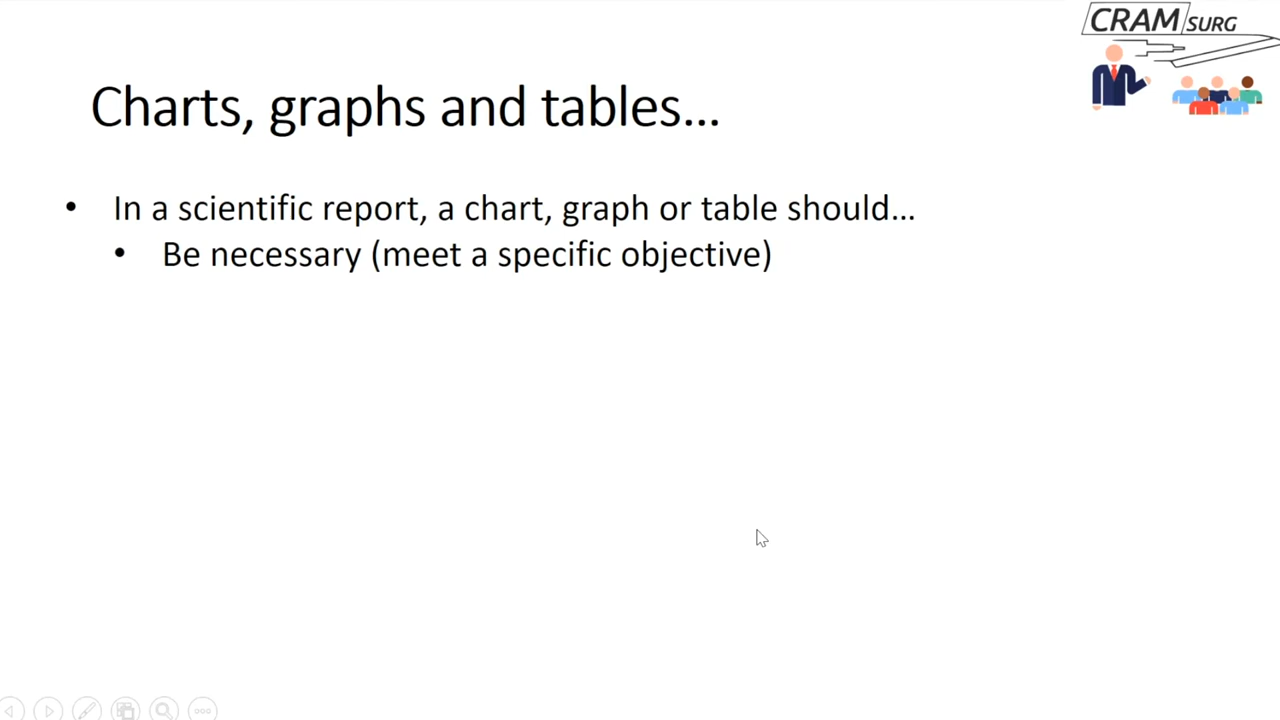 CRAM SURG
Charts, graphs and tables...
• In a scientific report, a chart, graph or table should...
• Be necessary (meet a specific objective)